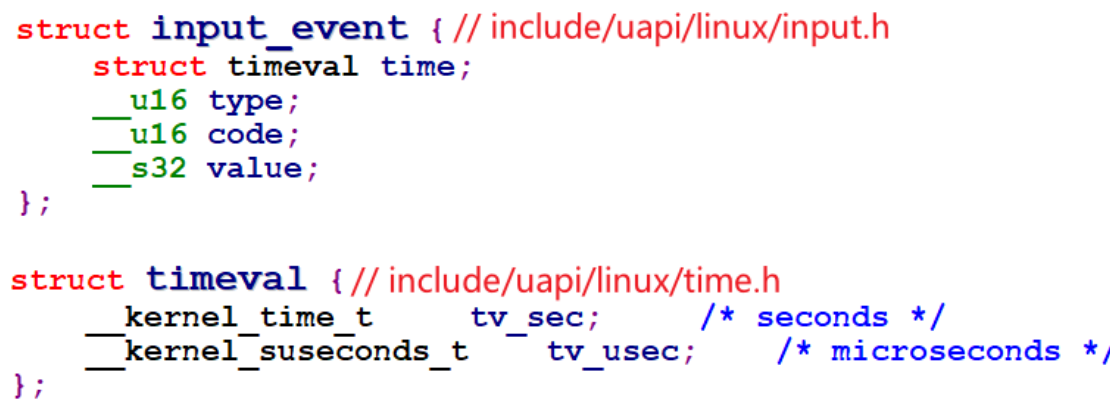 struct input_event { // include/uapi/linux/input.h
    struct timeval time;
    __u16 type;
    __u16 code;
    __s32 value;
};
struct timeval { // include/uapi/linux/time.h
    __kernel_time_t     tv_sec;     /* seconds */
    __kernel_suseconds_t    tv_usec;    /* microseconds */
};